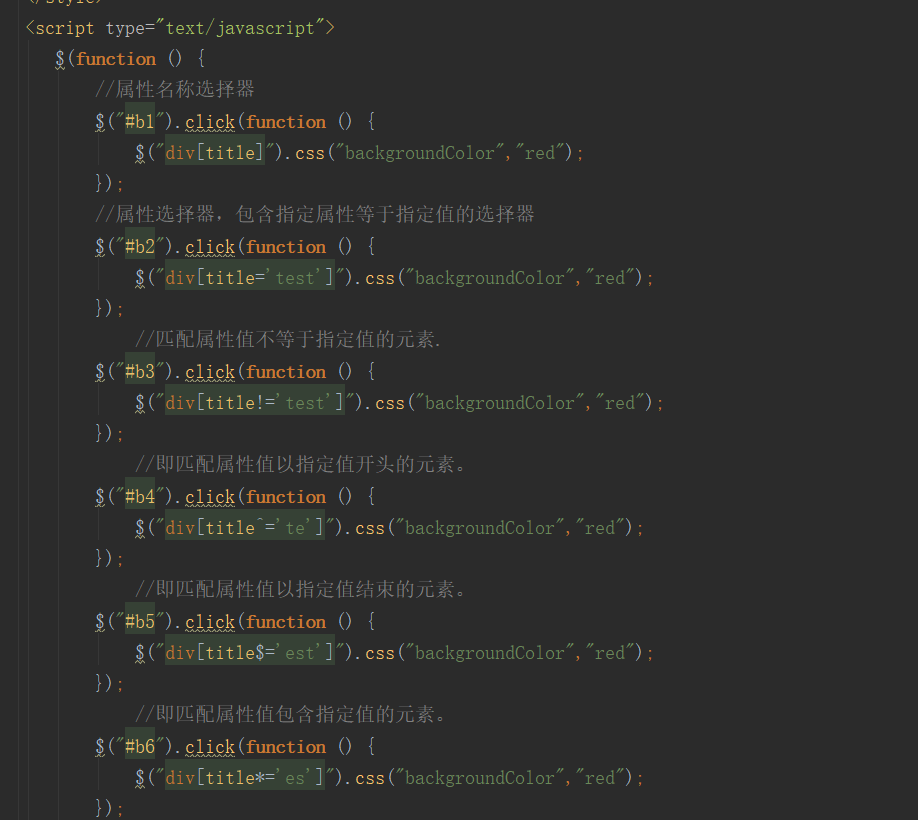 </style>
<script type="text/javascript">
$(function () {
//属性名称选择器
$("#b1").click(function () {
$("div[title]").css("backgroundColor","red");
});
//属性选择器，包含指定属性等于指定值的选择器
$("#b2").click(function () {
$("div[title='test']").css("backgroundColor","red");
});
//匹配属性值不等于指定值的元素.
$("#b3").click(function () {
$("div[title!='test']").css("backgroundColor","red");
});
//即匹配属性值以指定值开头的元素。
$("#b4").click(function () {
$("div[title^='te']").css("backgroundColor","red");
});
//即匹配属性值以指定值结束的元素。
$("#b5").click(function () {
$("div[title$='est']").css("backgroundColor","red");
});
//即匹配属性值包含指定值的元素。
$("#b6").click(function () {
$("div[title*='es']").css("backgroundColor","red");
});